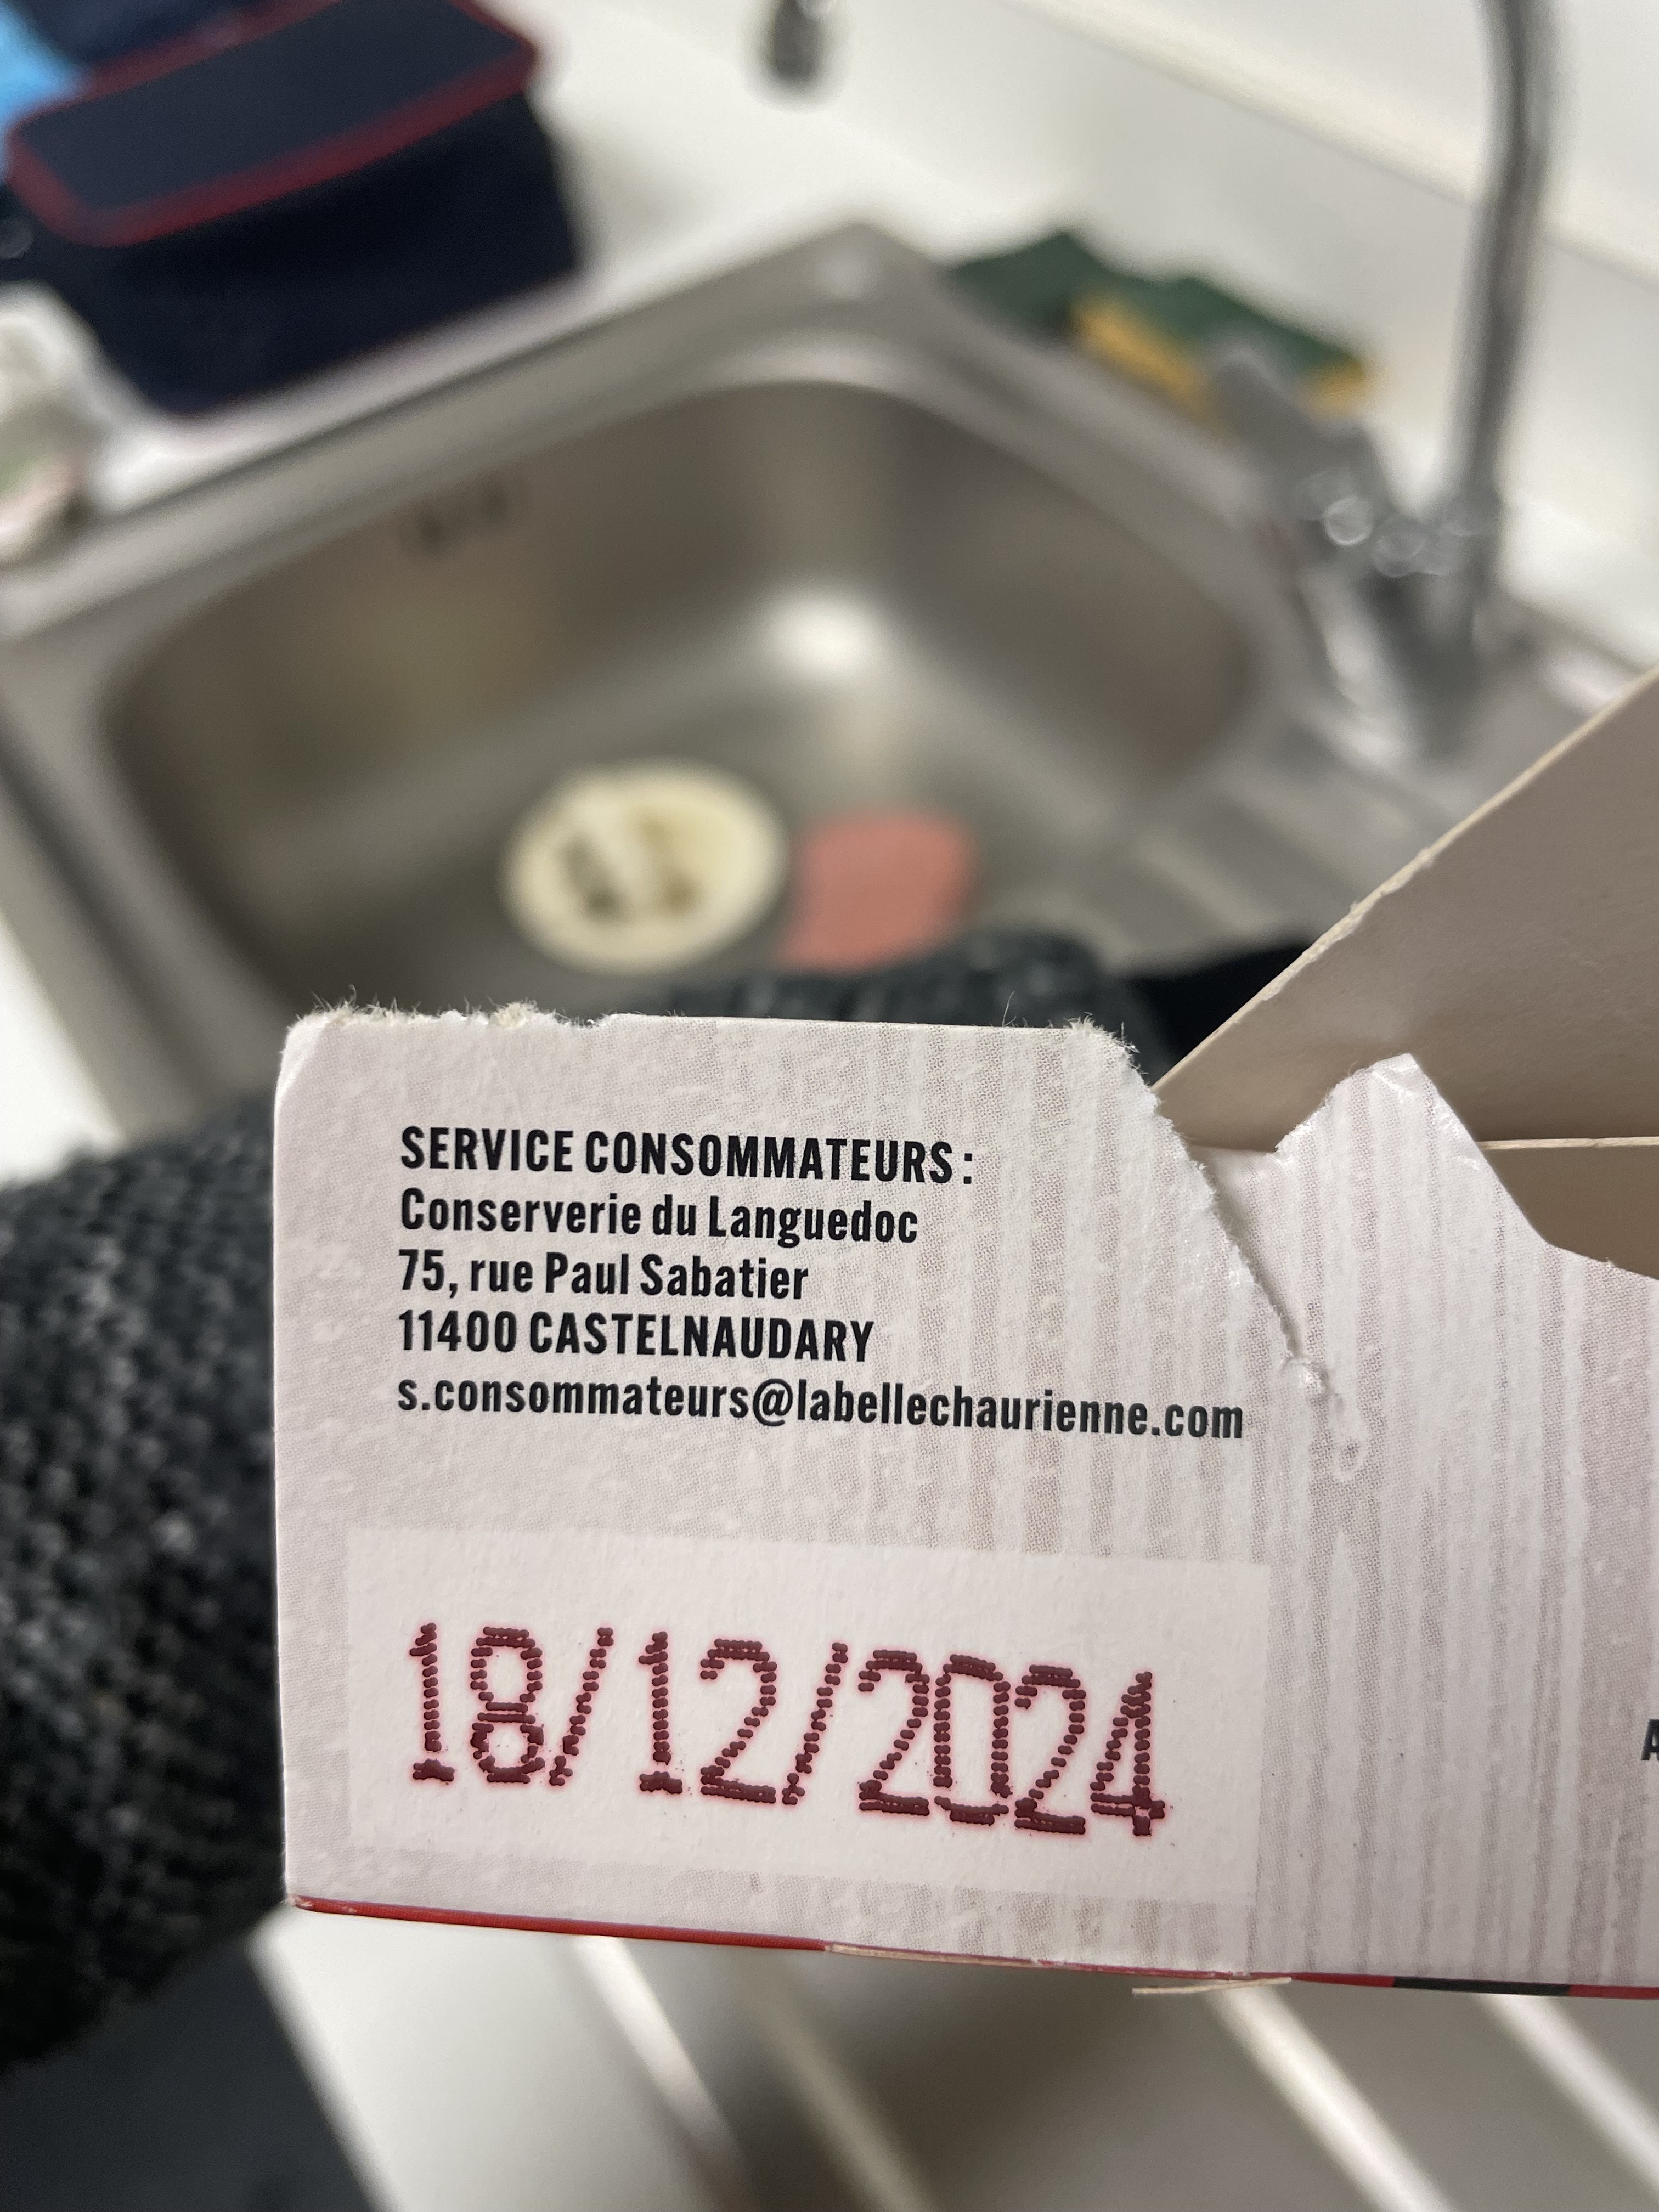 SERVICE CONSOMMATEURS :
Conserverie du Languedoc
75, rue Paul Sabatier
11400 CASTELNAUDARY
s.consommateurs@labellechaurienne.com
18/12/2024